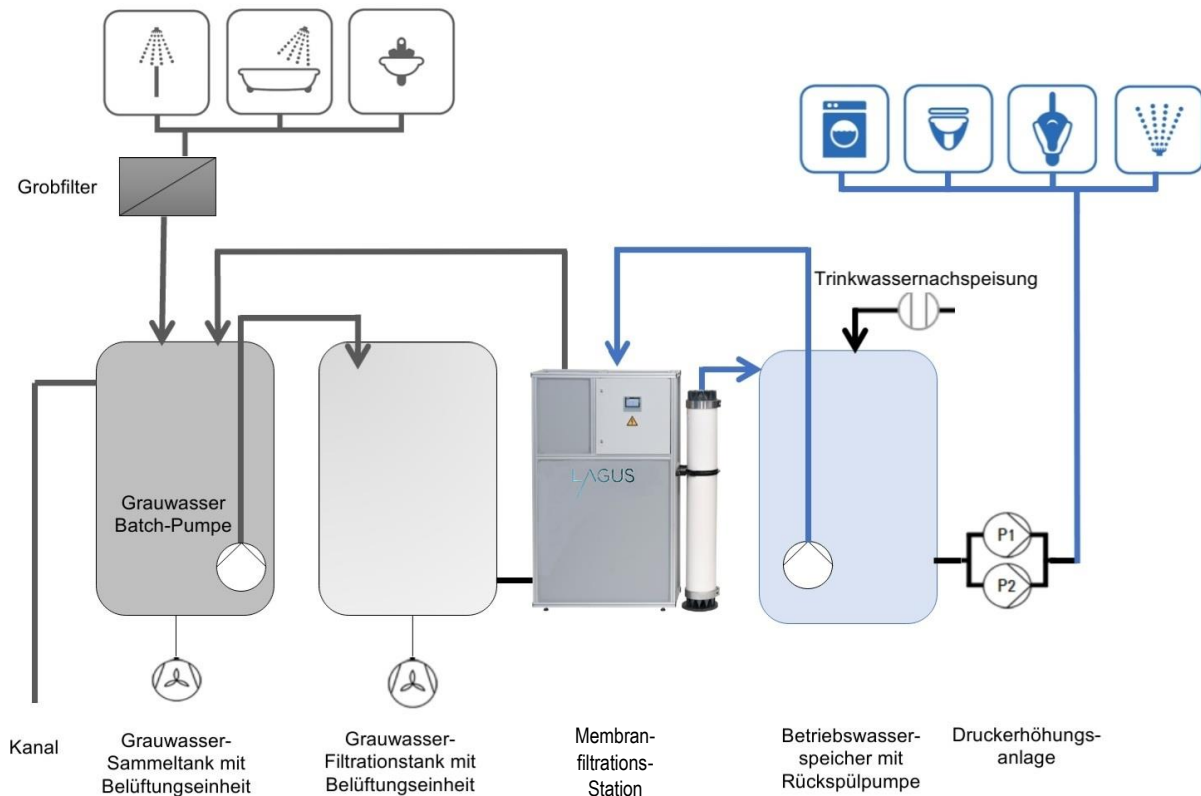 Grobfilter
Trinkwassernachspeisung
LAGUS
Grauwasser
Batch-Pumpe
P1
P2
Kanal
Grauwasser-
Sammeltank mit
Belüftungseinheit
Grauwasser-
Filtrationstank mit
Belüftungseinheit
Membran-
filtrations-
Station
Betriebswasser-
speicher mit
Rückspülpumpe
Druckerhöhungs-
anlage